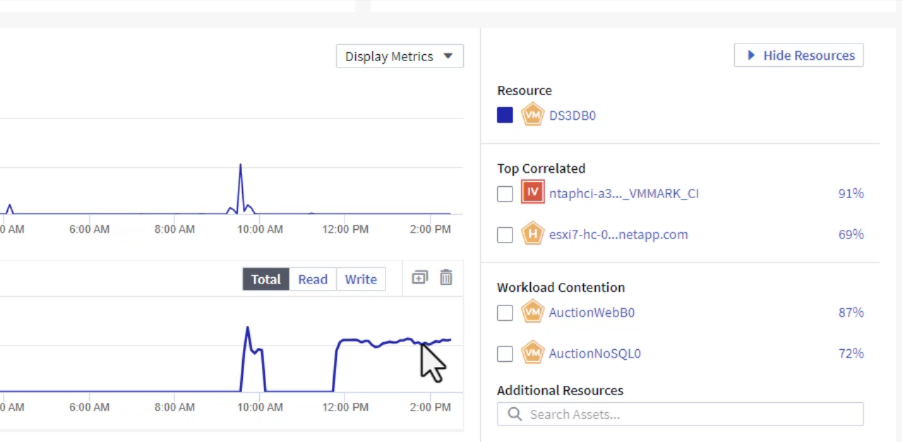 Display Metrics
Hide Resources
Resource
VM DS3DB0
Top Correlated
IV ntaphci-a3..._VMMARK_CI 91%
H esxi7-hc-0...netapp.com 69%
0 AM 6:00 AM 8:00 AM 10:00 AM 12:00 PM 2:00 PM
Total Read Write
Workload Contention
VM AuctionWebB0 87%
VM AuctionNoSQL0 72%
0 AM 6:00 AM 8:00 AM 10:00 AM 12:00 PM 2:00 PM
Additional Resources
Search Assets...